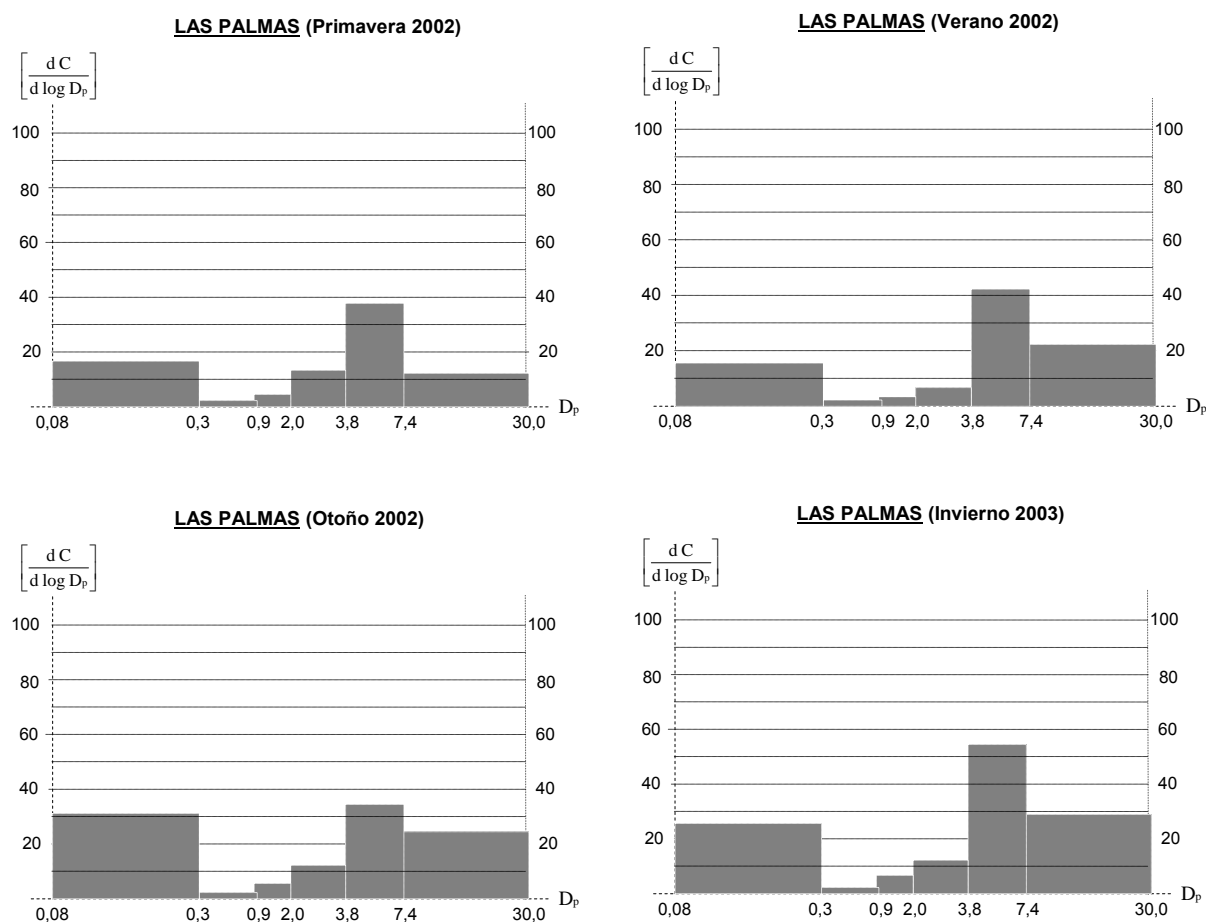 LAS PALMAS (Primavera 2002)
[ d C / d log Dp ]
100 100
80 80
60 60
40 40
20 20
Dp
0,08 0,3 0,9 2,0 3,8 7,4 30,0
LAS PALMAS (Verano 2002)
[ d C / d log Dp ]
100 100
80 80
60 60
40 40
20 20
Dp
0,08 0,3 0,9 2,0 3,8 7,4 30,0
LAS PALMAS (Otoño 2002)
[ d C / d log Dp ]
100 100
80 80
60 60
40 40
20 20
Dp
0,08 0,3 0,9 2,0 3,8 7,4 30,0
LAS PALMAS (Invierno 2003)
[ d C / d log Dp ]
100 100
80 80
60 60
40 40
20 20
Dp
0,08 0,3 0,9 2,0 3,8 7,4 30,0